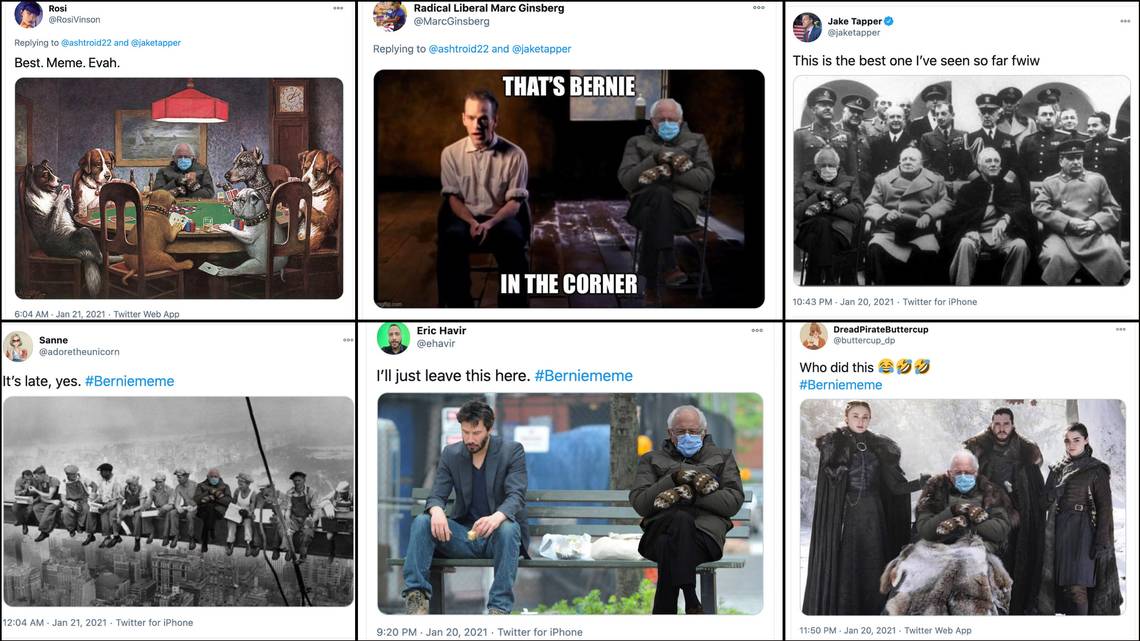 Rosi
@RosiVinson
Replying to @ashtroid22 and @jaketapper
Best. Meme. Evah.
6:04 AM · Jan 21, 2021 · Twitter Web App
Radical Liberal Marc Ginsberg
@MarcGinsberg
Replying to @ashtroid22 and @jaketapper
THAT'S BERNIE
IN THE CORNER
imgflip.com
Jake Tapper
@jaketapper
This is the best one I've seen so far fwiw
10:43 PM · Jan 20, 2021 · Twitter for iPhone
Sanne
@adoretheunicorn
It's late, yes. #Berniememe
12:04 AM · Jan 21, 2021 · Twitter for iPhone
Eric Havir
@ehavir
I'll just leave this here. #Berniememe
9:20 PM · Jan 20, 2021 · Twitter for iPhone
DreadPirateButtercup
@buttercup_dp
Who did this 😂🤣🤣
#Berniememe
11:50 PM · Jan 20, 2021 · Twitter Web App